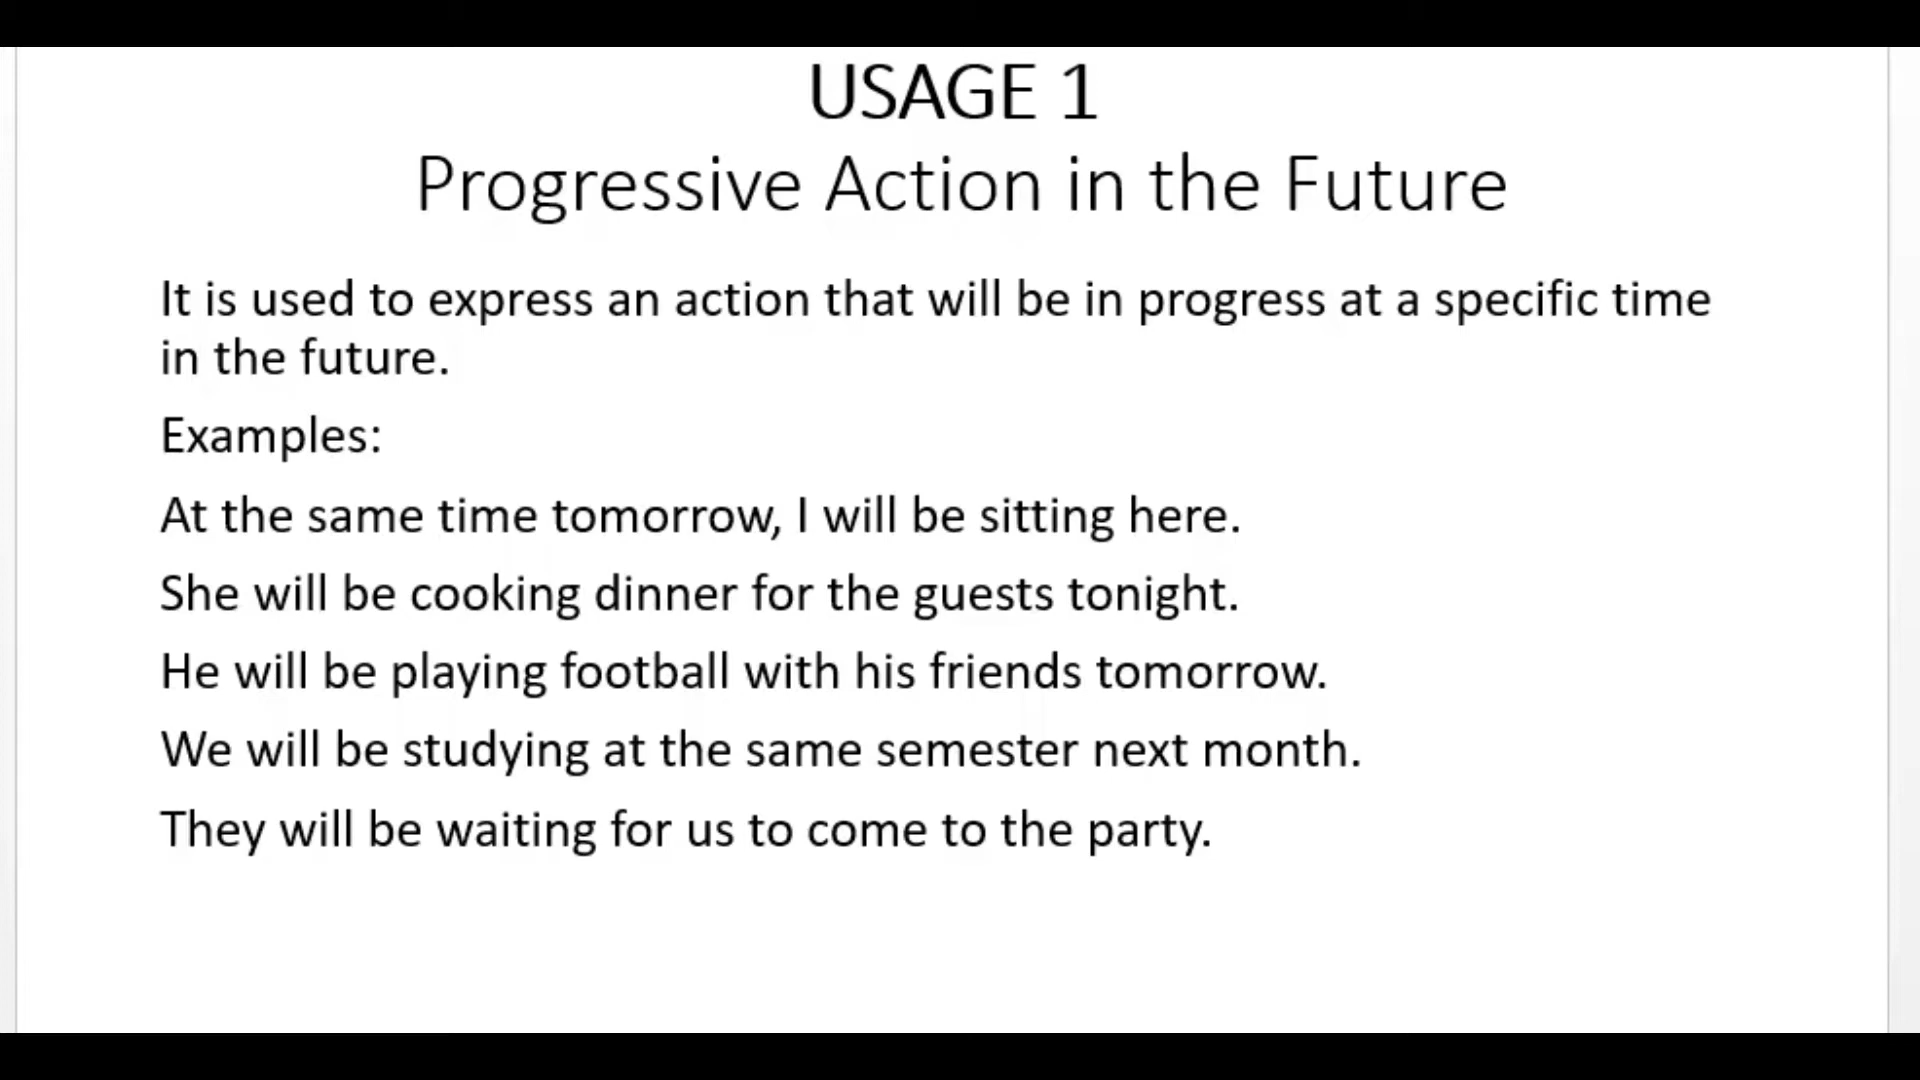 USAGE 1
Progressive Action in the Future
It is used to express an action that will be in progress at a specific time
in the future.
Examples:
At the same time tomorrow, I will be sitting here.
She will be cooking dinner for the guests tonight.
He will be playing football with his friends tomorrow.
We will be studying at the same semester next month.
They will be waiting for us to come to the party.